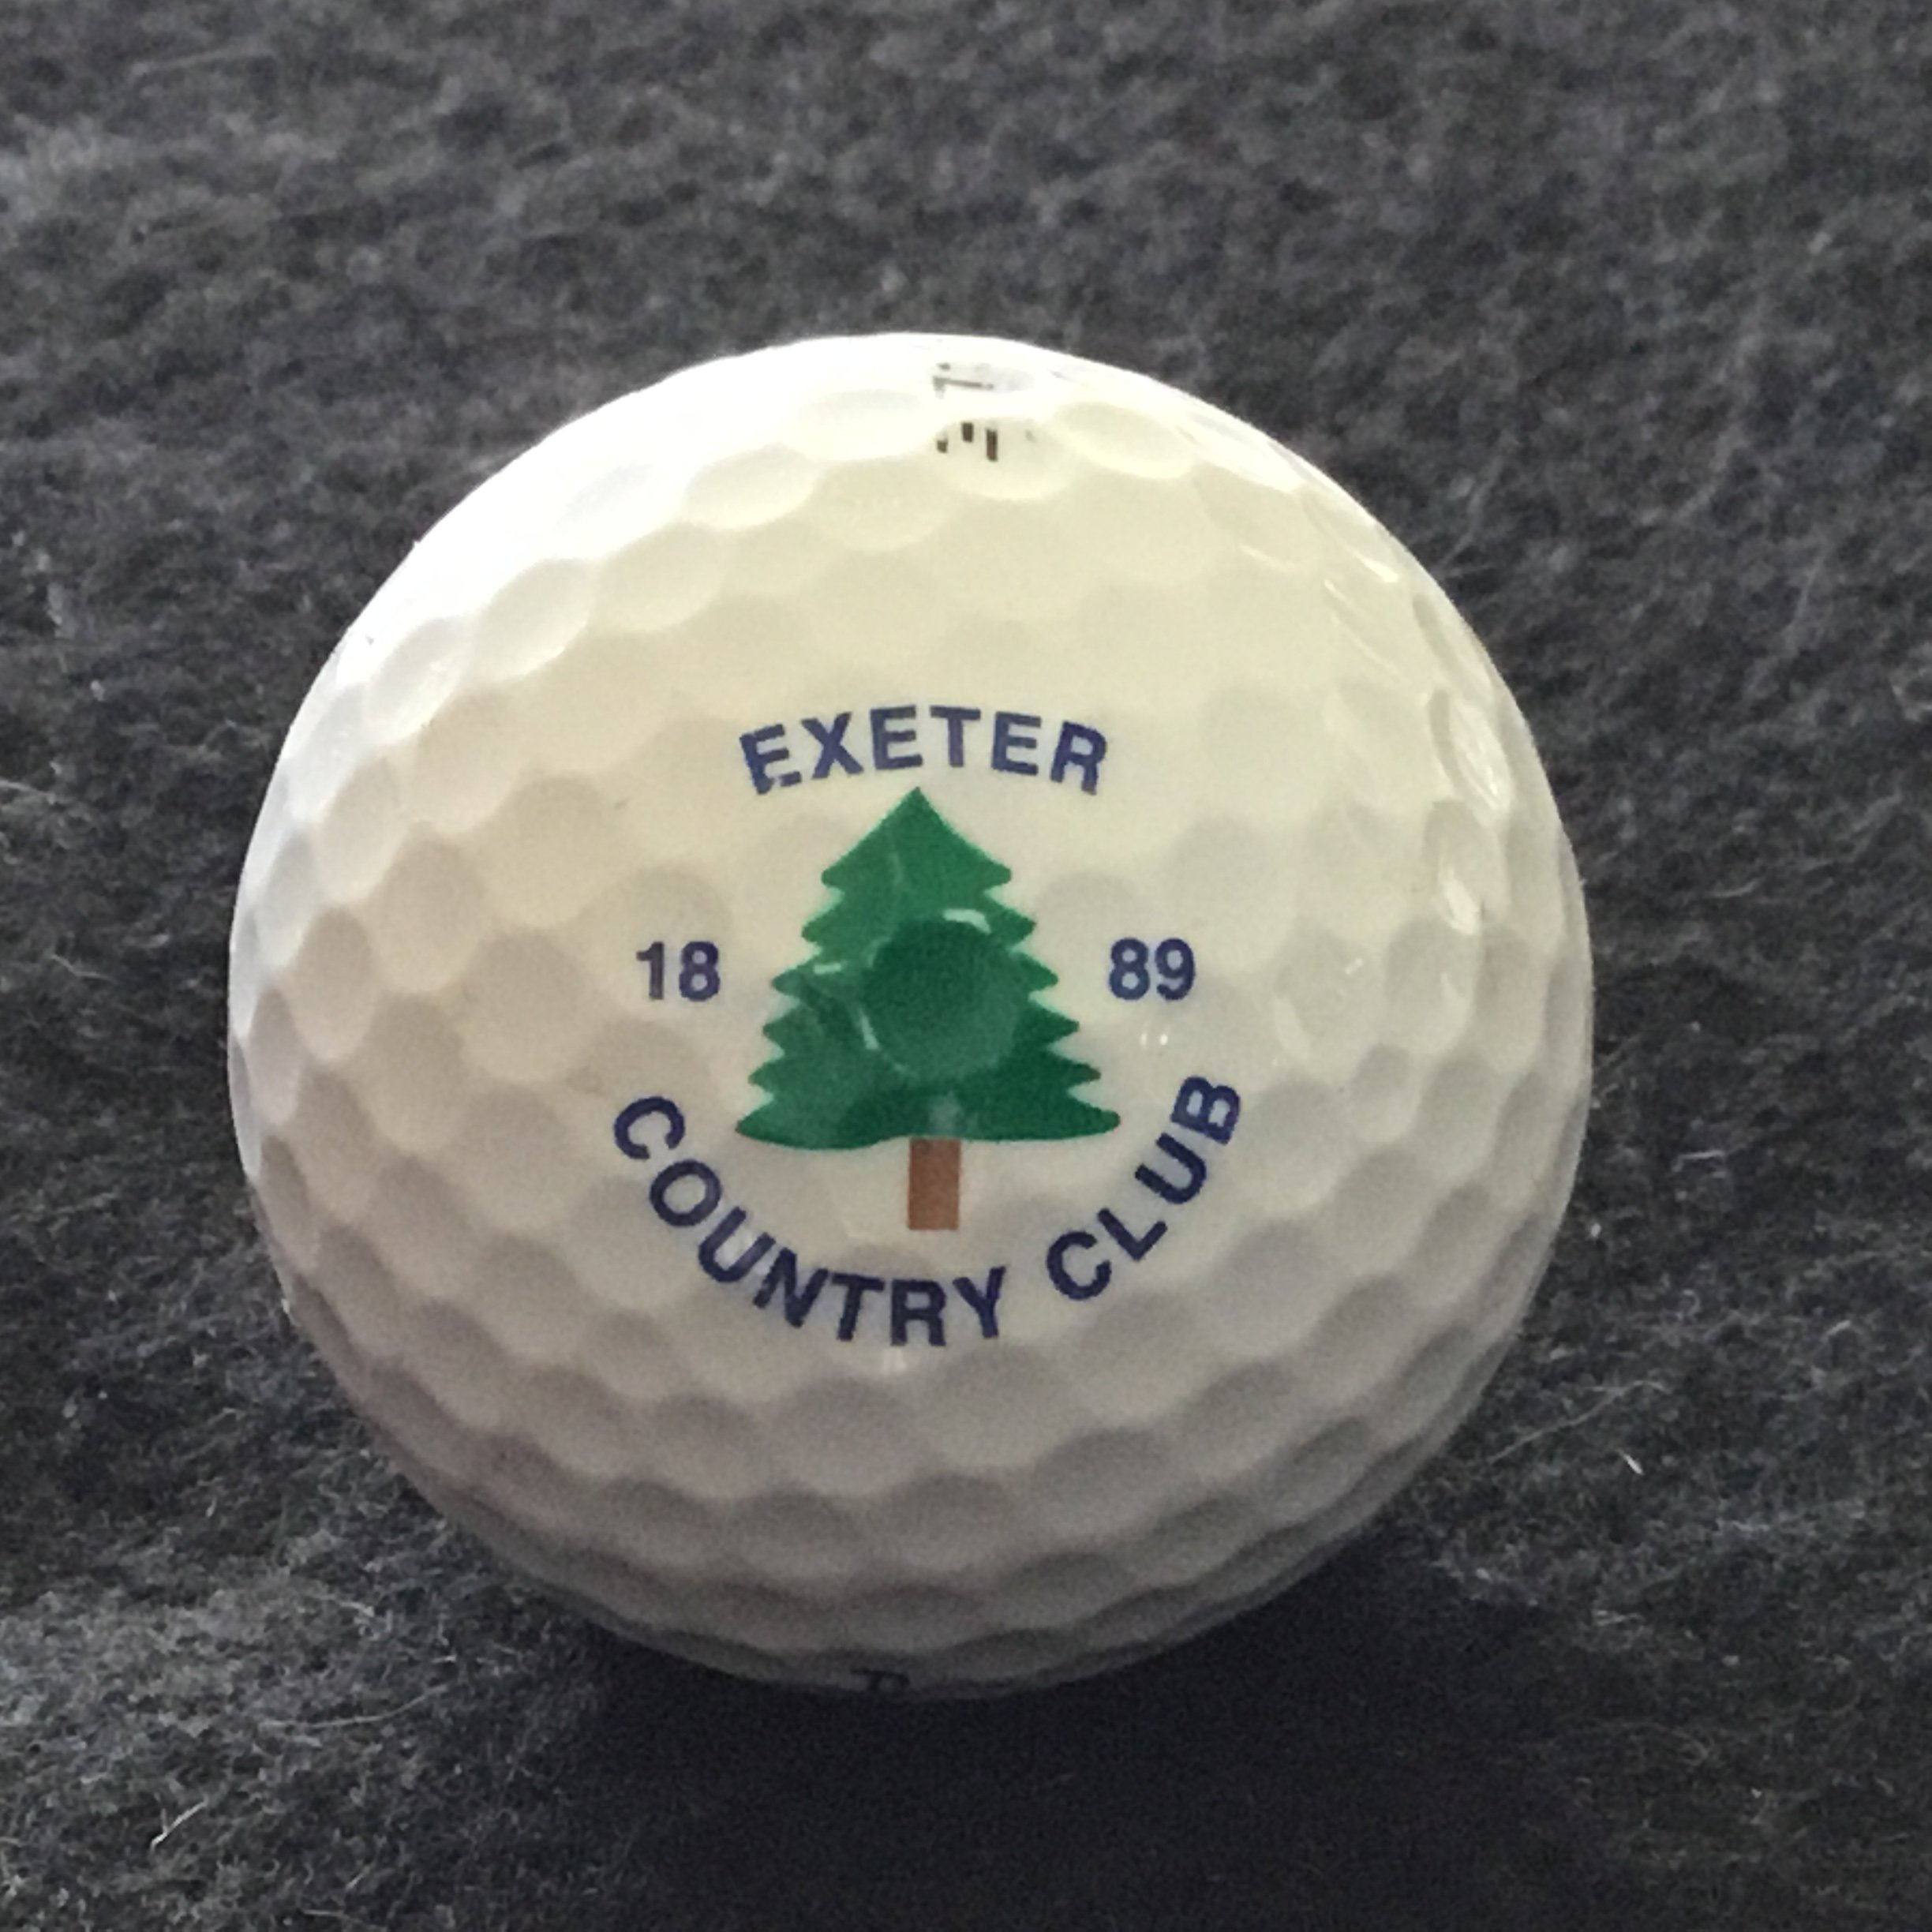 EXETER
18 89
COUNTRY CLUB